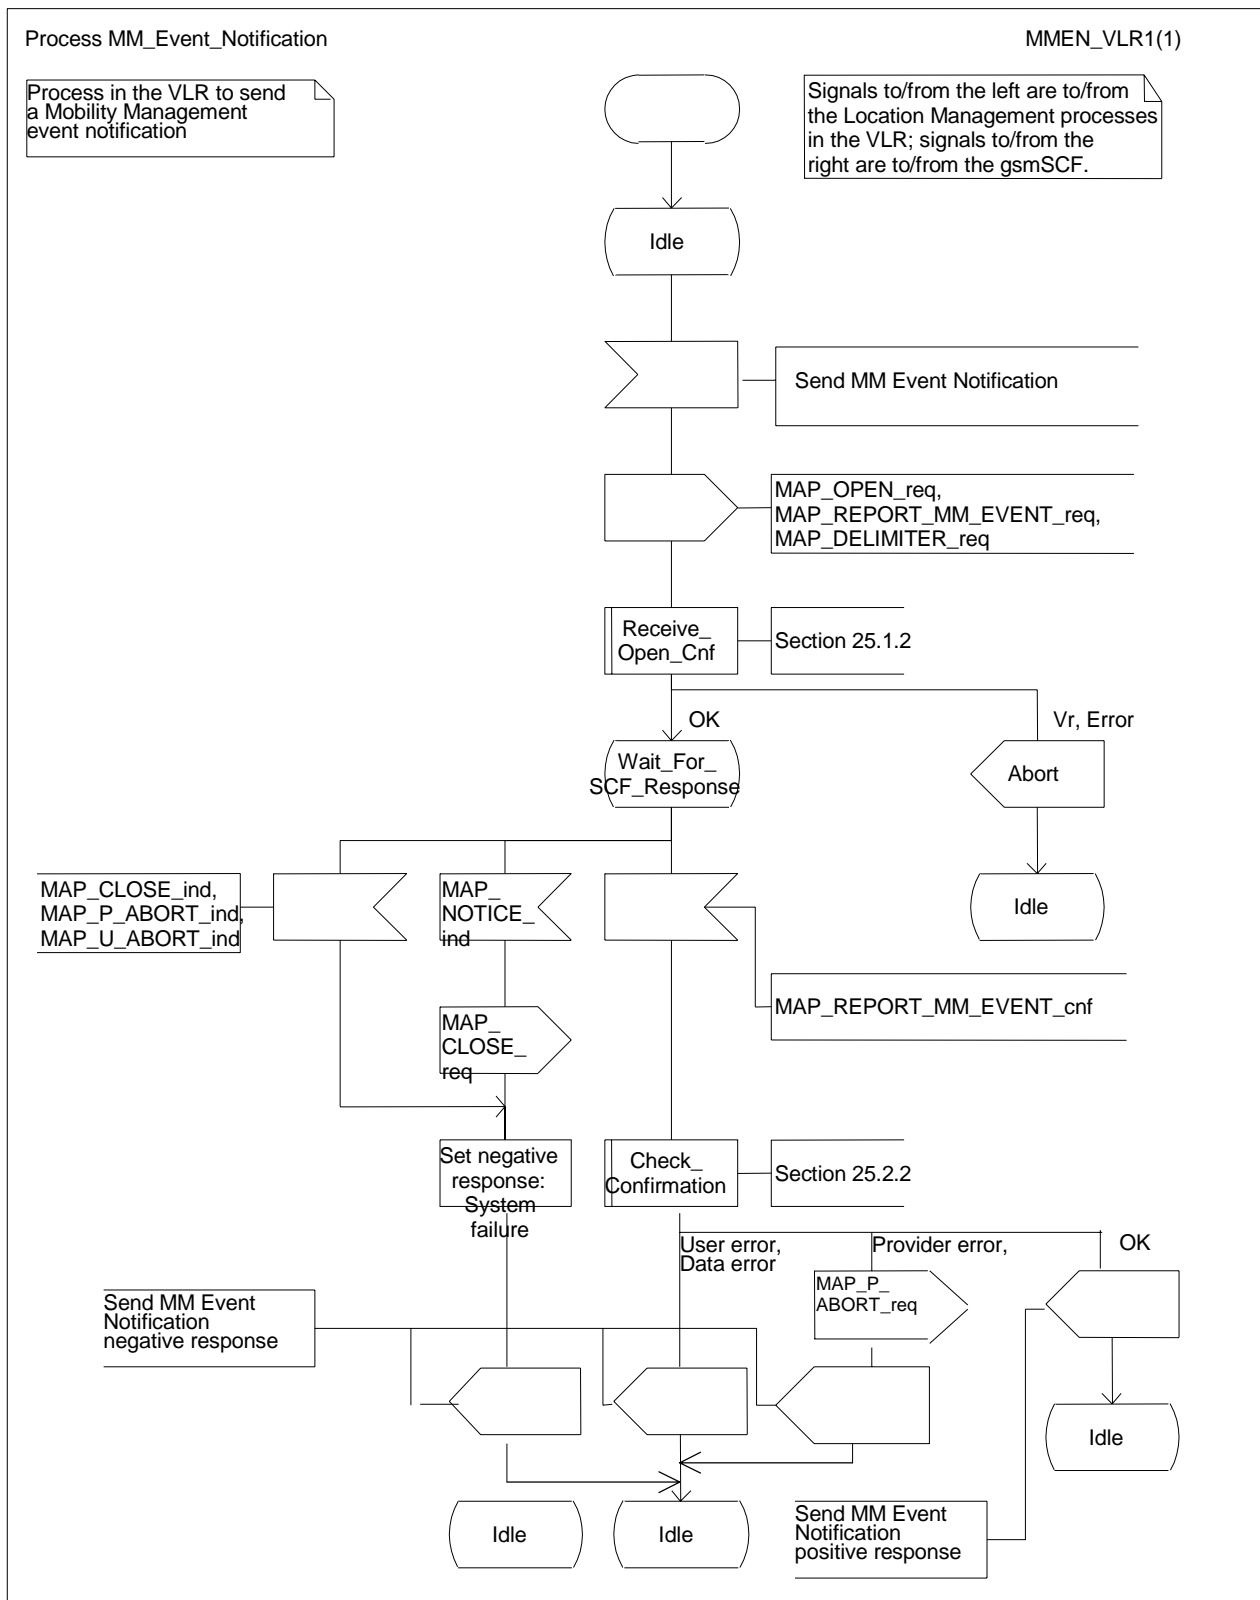 Process MM_Event_Notification
MMEN_VLR1(1)
Process in the VLR to send
a Mobility Management
event notification
Signals to/from the left are to/from
the Location Management processes
in the VLR; signals to/from the
right are to/from the gsmSCF.
Idle
Send MM Event Notification
MAP_OPEN_req,
MAP_REPORT_MM_EVENT_req,
MAP_DELIMITER_req
Receive_
Open_Cnf
Section 25.1.2
OK
Vr, Error
Wait_For_
SCF_Response
Abort
MAP_CLOSE_ind,
MAP_P_ABORT_ind,
MAP_U_ABORT_ind
MAP_
NOTICE_
ind
Idle
MAP_REPORT_MM_EVENT_cnf
MAP_
CLOSE_
req
Set negative
response:
System
failure
Check_
Confirmation
Section 25.2.2
User error,
Data error
Provider error,
OK
MAP_P_
ABORT_req
Send MM Event
Notification
negative response
Idle
Idle
Idle
Send MM Event
Notification
positive response